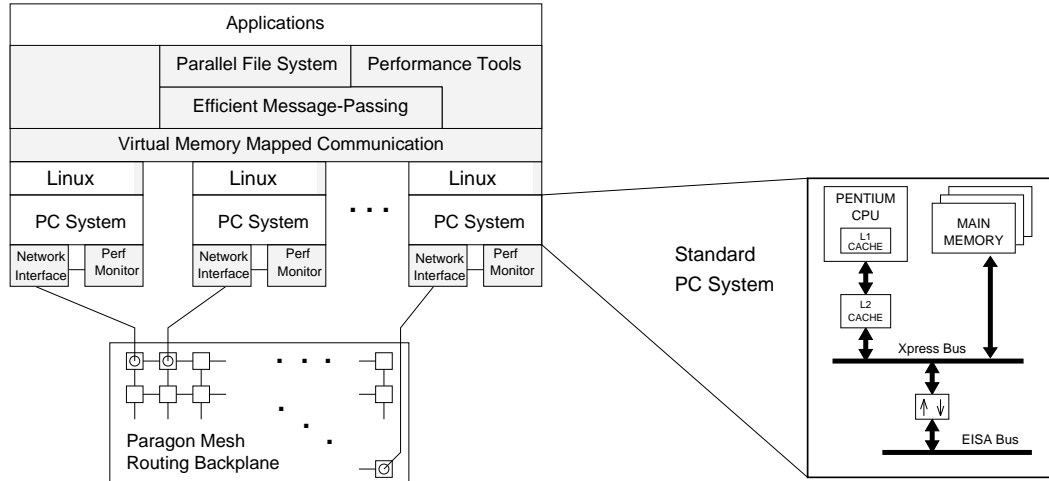 Applications
Parallel File System
Performance Tools
Efficient Message-Passing
Virtual Memory Mapped Communication
Linux
Linux
Linux
PC System
PC System
. . .
PC System
Network
Interface
Perf
Monitor
Network
Interface
Perf
Monitor
Network
Interface
Perf
Monitor
Paragon Mesh
Routing Backplane
Standard
PC System
PENTIUM
CPU
L1
CACHE
MAIN
MEMORY
L2
CACHE
Xpress Bus
EISA Bus